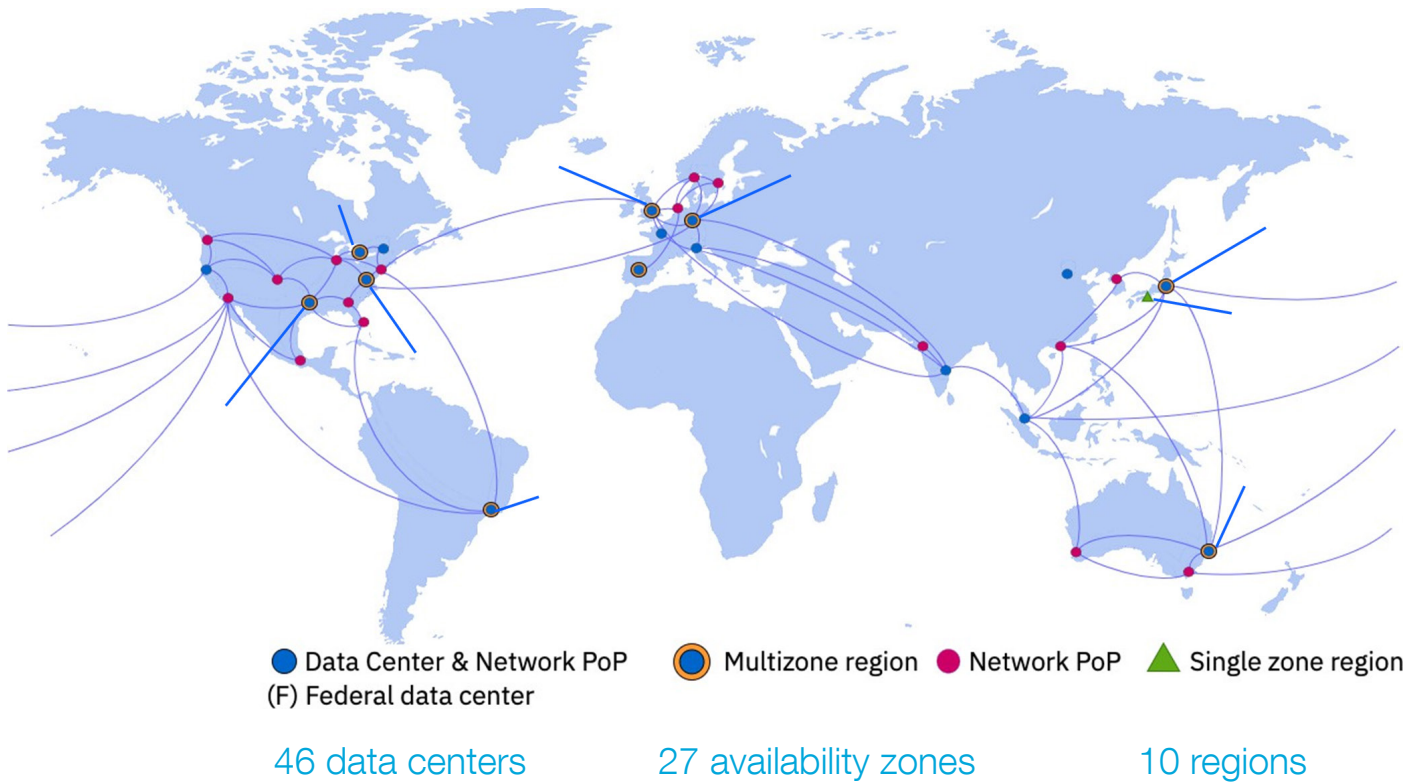 Data Center & Network PoP
Multizone region
Network PoP
Single zone region
(F) Federal data center
46 data centers
27 availability zones
10 regions